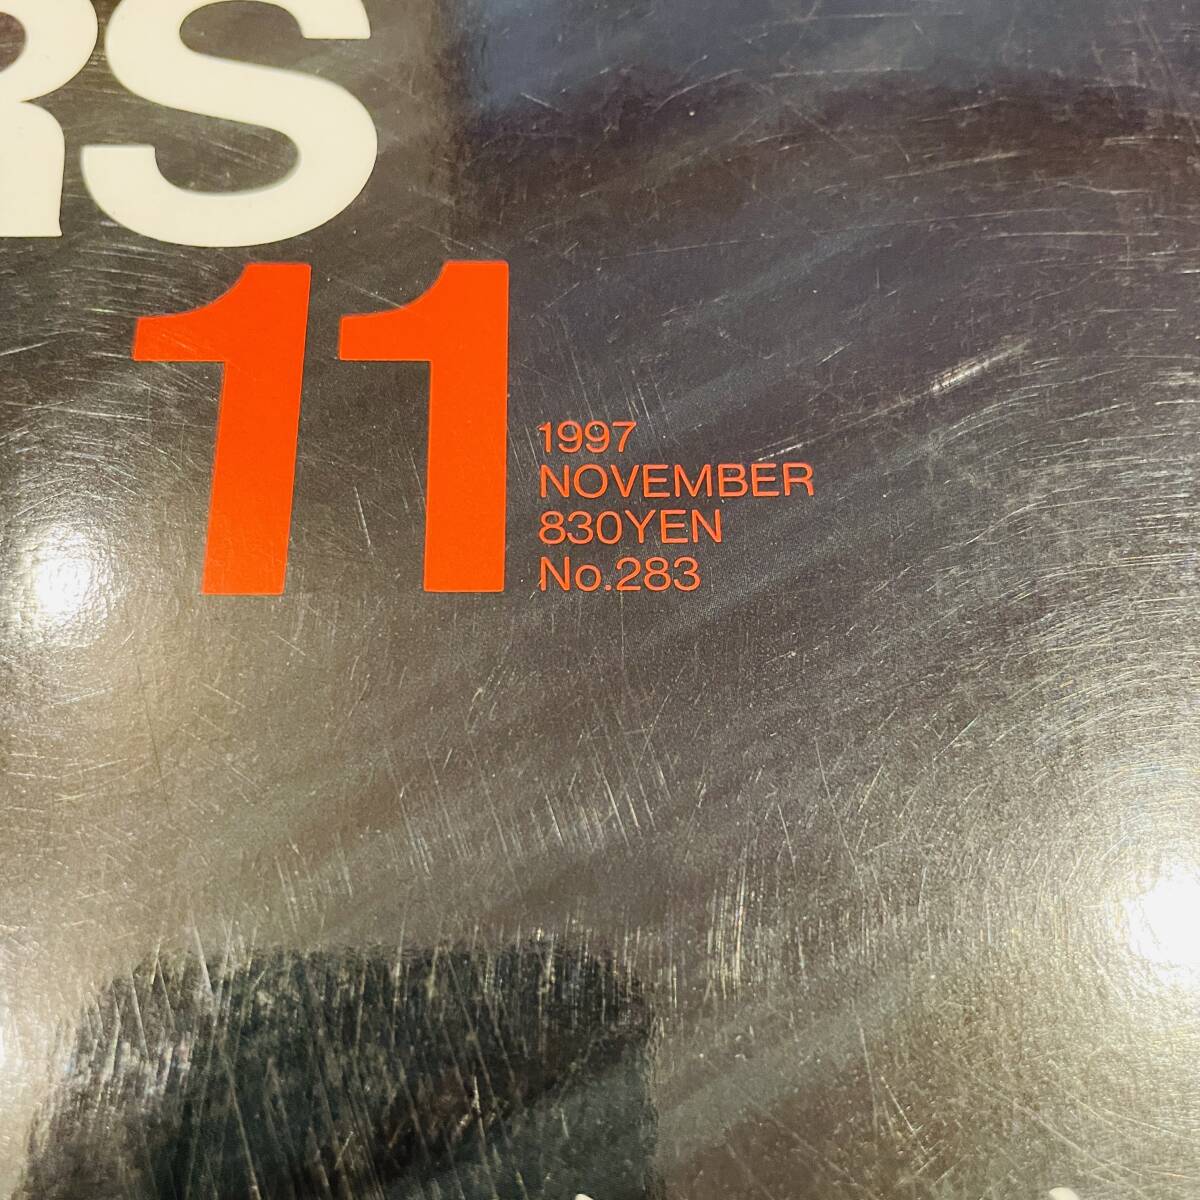 RS
11
1997
NOVEMBER
830YEN
No.283